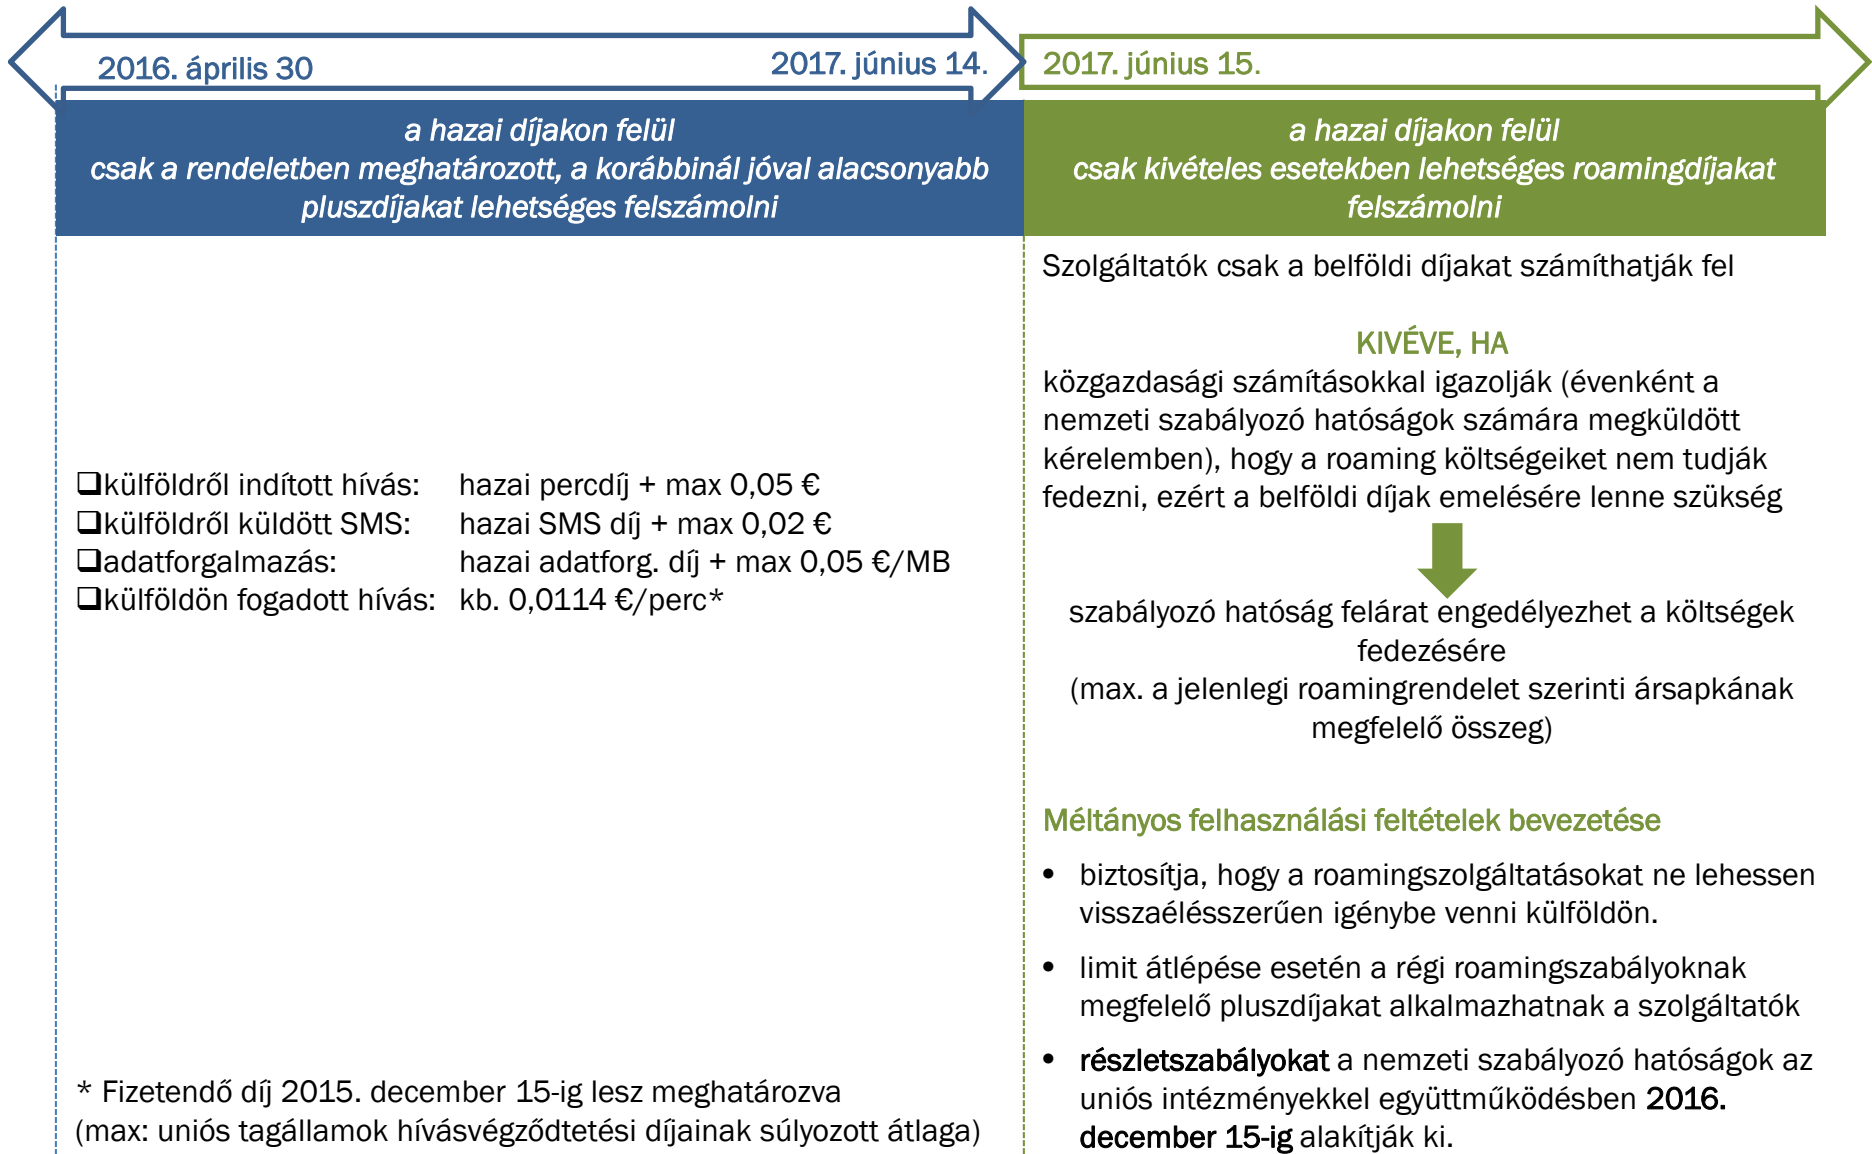 2016. április 30
2017. június 14.
a hazai díjakon felül
csak a rendeletben meghatározott, a korábbinál jóval alacsonyabb
pluszdíjakat lehetséges felszámolni
❑külföldről indított hívás: hazai percdíj + max 0,05 €
❑külföldről küldött SMS: hazai SMS díj + max 0,02 €
❑adatforgalmazás: hazai adatforg. díj + max 0,05 €/MB
❑külföldön fogadott hívás: kb. 0,0114 €/perc*
* Fizetendő díj 2015. december 15-ig lesz meghatározva
(max: uniós tagállamok hívásvégződtetési díjainak súlyozott átlaga)
2017. június 15.
a hazai díjakon felül
csak kivételes esetekben lehetséges roamingdíjakat
felszámolni
Szolgáltatók csak a belföldi díjakat számíthatják fel
KIVÉVE, HA
közgazdasági számításokkal igazolják (évenként a
nemzeti szabályozó hatóságok számára megküldött
kérelemben), hogy a roaming költségeiket nem tudják
fedezni, ezért a belföldi díjak emelésére lenne szükség
szabályozó hatóság felárat engedélyezhet a költségek
fedezésére
(max. a jelenlegi roamingrendelet szerinti ársapkának
megfelelő összeg)
Méltányos felhasználási feltételek bevezetése
• biztosítja, hogy a roamingszolgáltatásokat ne lehessen
visszaélésszerűen igénybe venni külföldön.
• limit átlépése esetén a régi roamingszabályoknak
megfelelő pluszdíjakat alkalmazhatnak a szolgáltatók
• részletszabályokat a nemzeti szabályozó hatóságok az
uniós intézményekkel együttműködésben 2016.
december 15-ig alakítják ki.